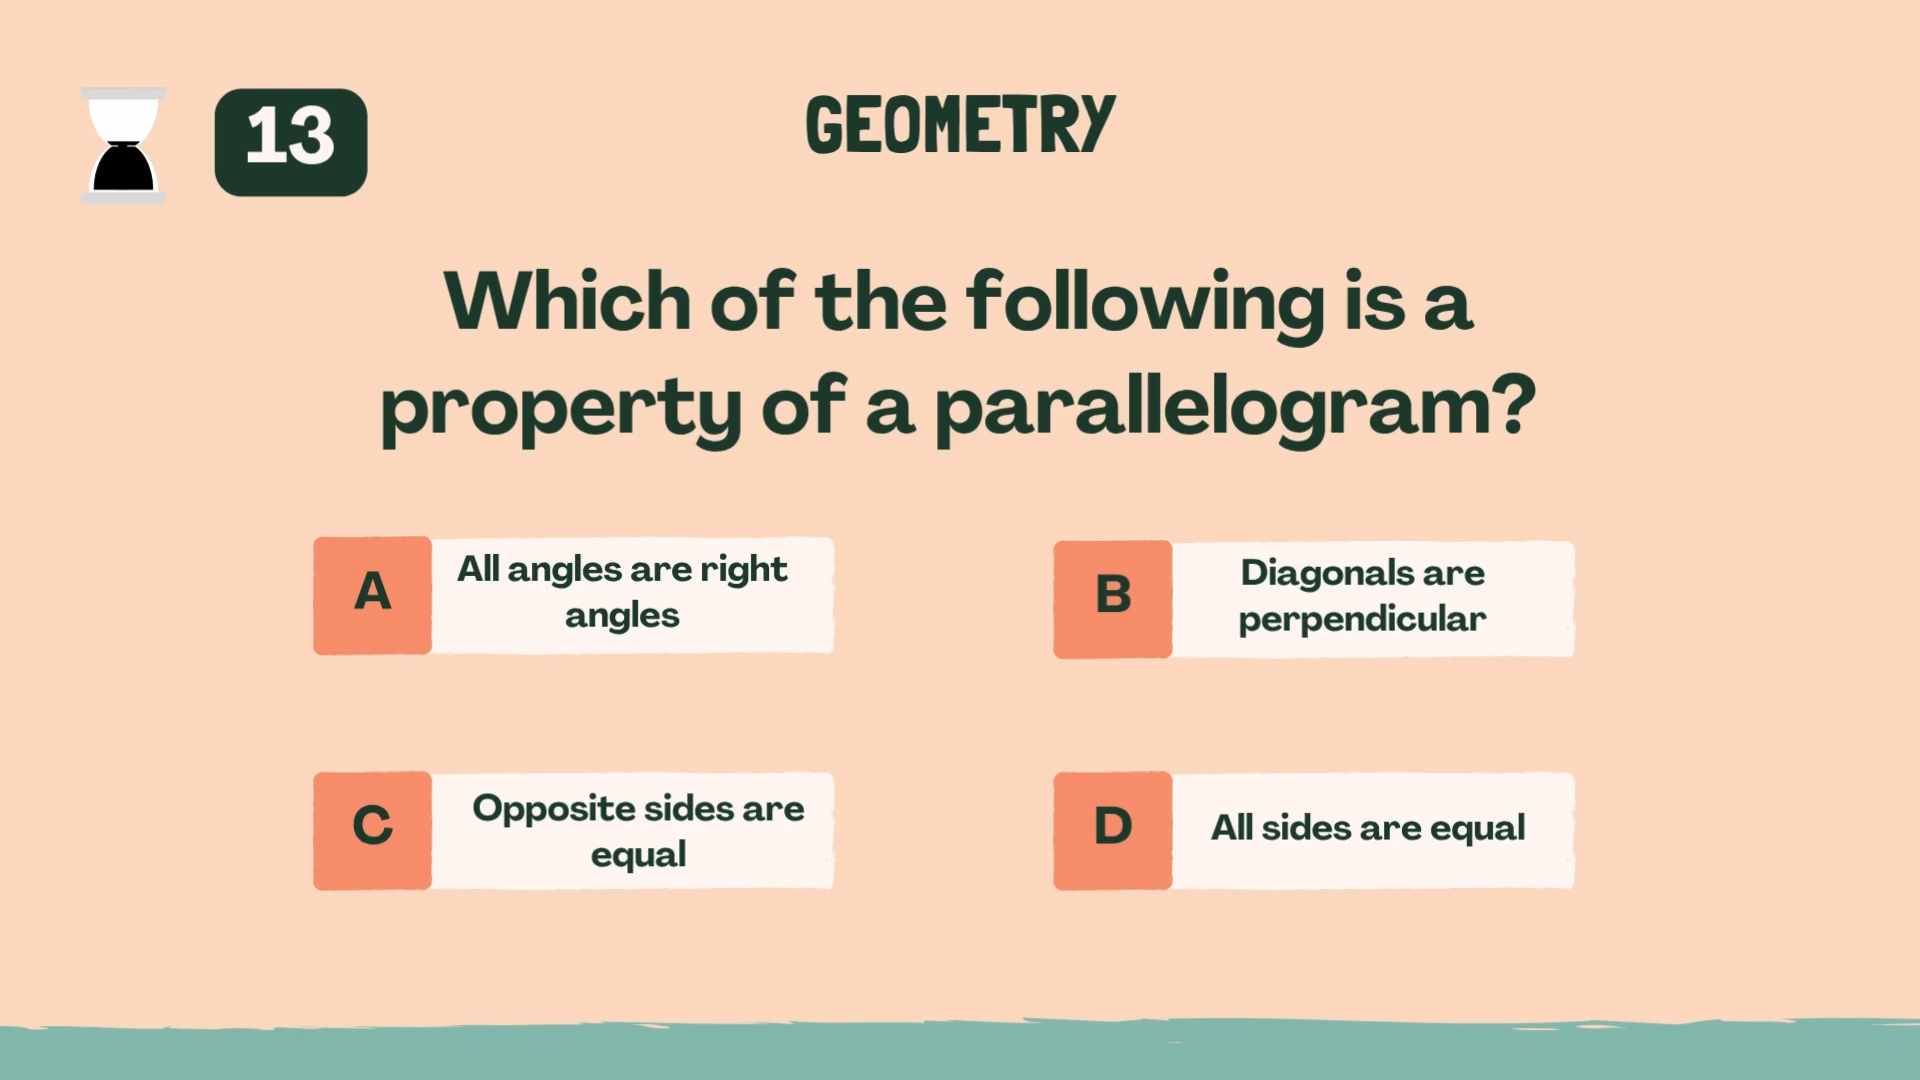 13
GEOMETRY
Which of the following is a
property of a parallelogram?
A
All angles are right
angles
B
Diagonals are
perpendicular
C
Opposite sides are
equal
D
All sides are equal